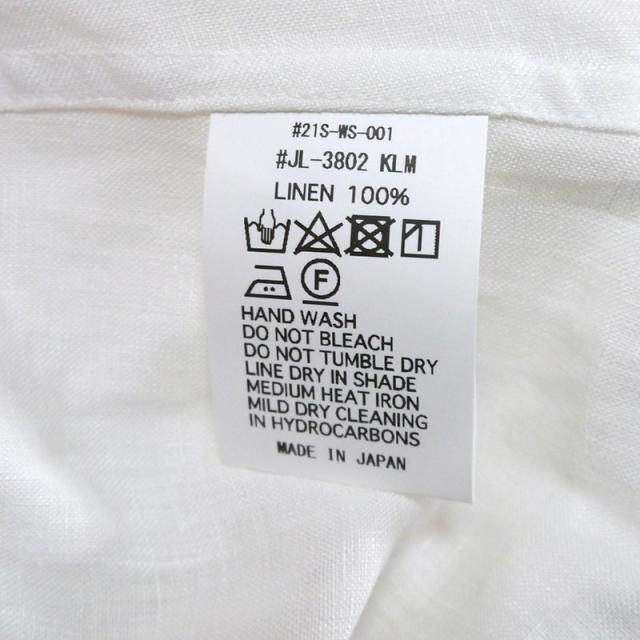 #21S-WS-001
#JL-3802 KLM
LINEN 100%
F
HAND WASH
DO NOT BLEACH
DO NOT TUMBLE DRY
LINE DRY IN SHADE
MEDIUM HEAT IRON
MILD DRY CLEANING
IN HYDROCARBONS
MADE IN JAPAN